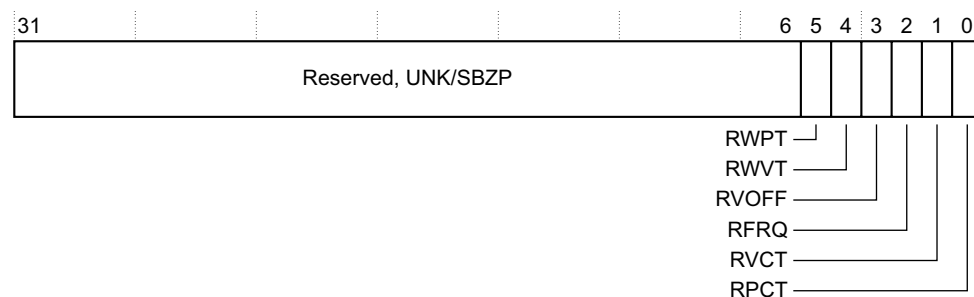 31 6 5 4 3 2 1 0
Reserved, UNK/SBZP
RWPT
RWVT
RVOFF
RFRQ
RVCT
RPCT